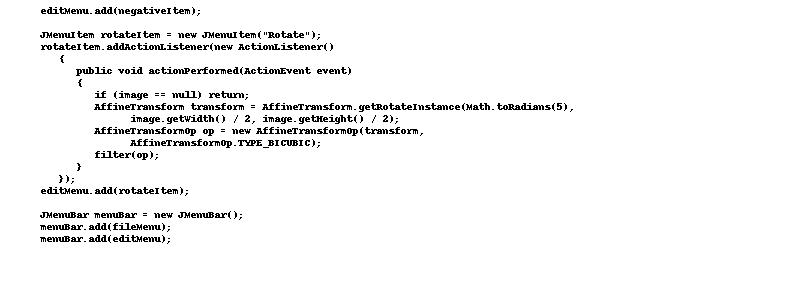 editMenu.add(negativeItem);
JMenuItem rotateItem = new JMenuItem("Rotate");
rotateItem.addActionListener(new ActionListener()
{
public void actionPerformed(ActionEvent event)
{
if (image == null) return;
AffineTransform transform = AffineTransform.getRotateInstance(Math.toRadians(5),
image.getWidth() / 2, image.getHeight() / 2);
AffineTransformOp op = new AffineTransformOp(transform,
AffineTransformOp.TYPE_BICUBIC);
filter(op);
}
});
editMenu.add(rotateItem);
JMenuBar menuBar = new JMenuBar();
menuBar.add(fileMenu);
menuBar.add(editMenu);